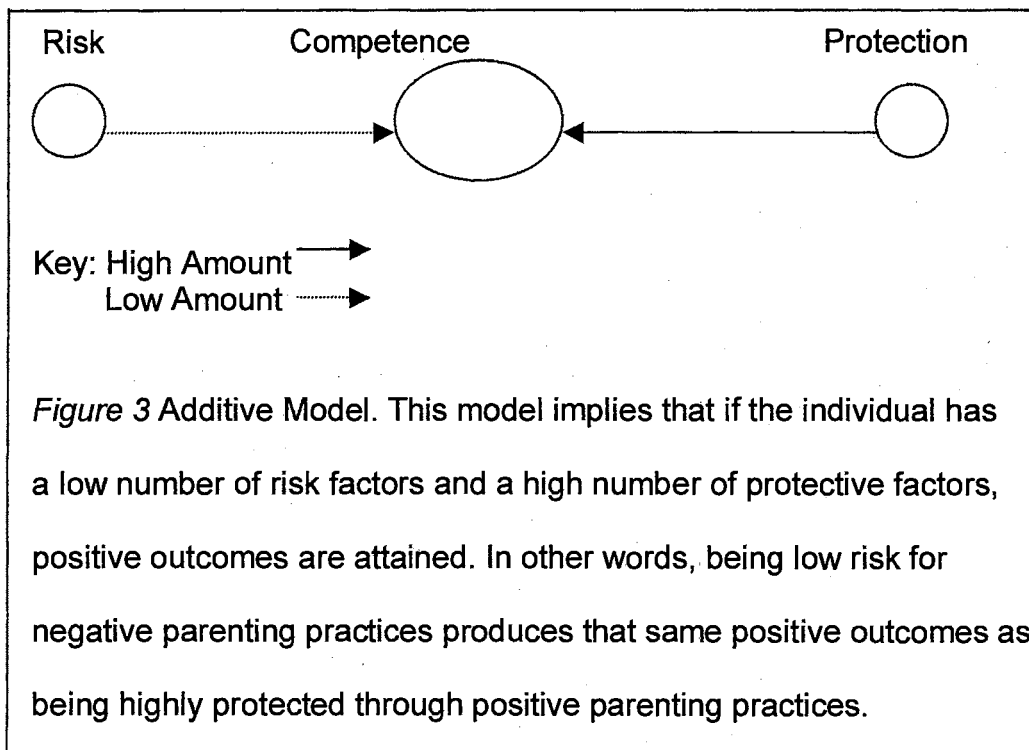 Risk Competence Protection
Key: High Amount
Low Amount
Figure 3 Additive Model. This model implies that if the individual has
a low number of risk factors and a high number of protective factors,
positive outcomes are attained. In other words, being low risk for
negative parenting practices produces that same positive outcomes as
being highly protected through positive parenting practices.